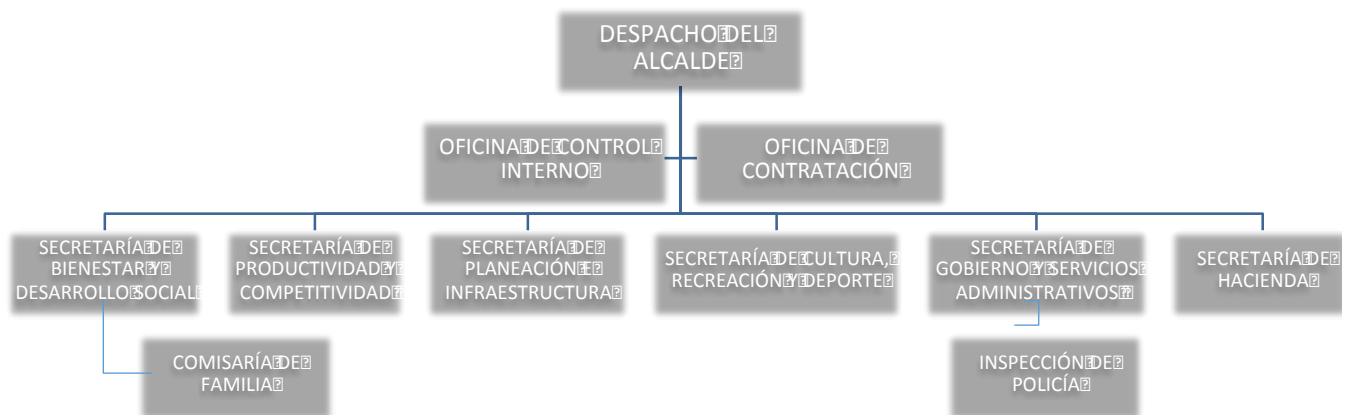 DESPACHO DEL
ALCALDE
OFICINA DE CONTROL
INTERNO
OFICINA DE
CONTRATACIÓN
SECRETARÍA DE
BIENESTAR Y
DESARROLLO SOCIAL
SECRETARÍA DE
PRODUCTIVIDAD Y
COMPETITIVIDAD
SECRETARÍA DE
PLANEACIÓN E
INFRAESTRUCTURA
SECRETARÍA DE CULTURA,
RECREACIÓN Y DEPORTE
SECRETARÍA DE
GOBIERNO Y SERVICIOS
ADMINISTRATIVOS
SECRETARÍA DE
HACIENDA
COMISARÍA DE
FAMILIA
INSPECCIÓN DE
POLICÍA